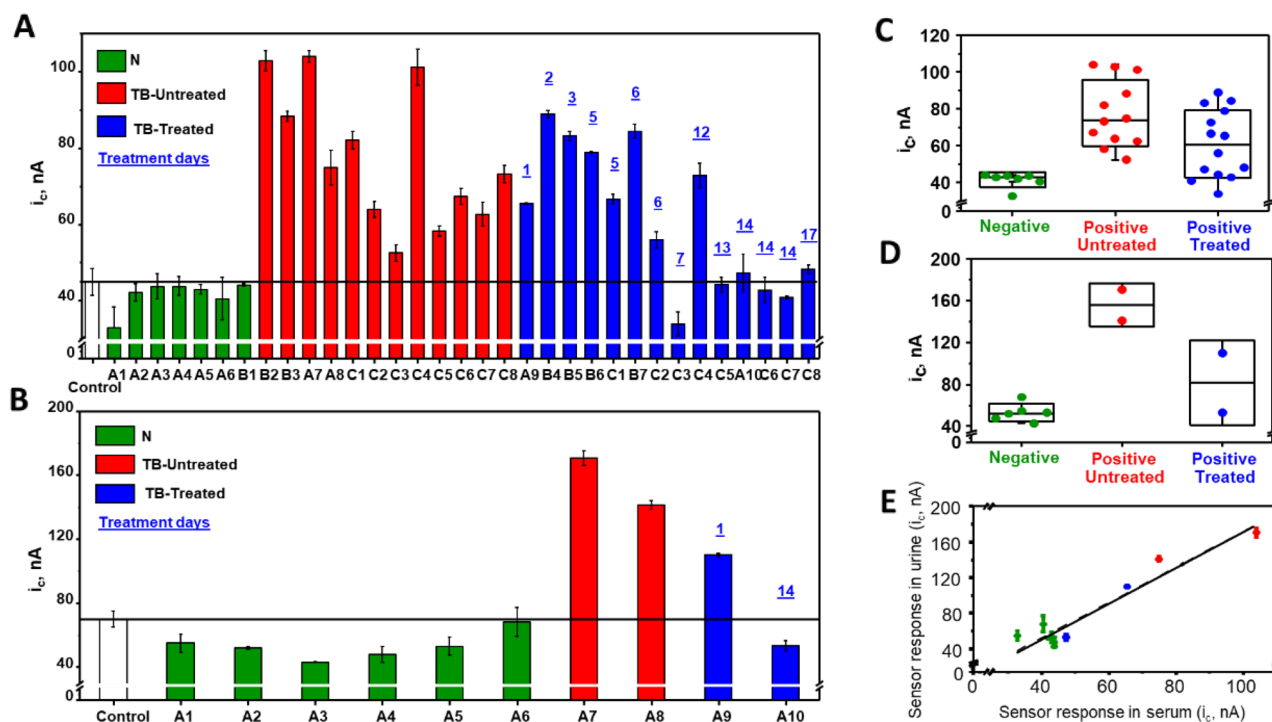 A
i_c, nA
100
80
60
40
0
N
TB-Untreated
TB-Treated
Treatment days
1
2
3
5
5
6
6
7
12
13
14
14
14
17
Control A1 A2 A3 A4 A5 A6 B1 B2 B3 A7 A8 C1 C2 C3 C4 C5 C6 C7 C8 A9 B4 B5 B6 C1 B7 C2 C3 C4 C5 A10 C6 C7 C8
B
i_c, nA
200
160
120
80
40
0
N
TB-Untreated
TB-Treated
Treatment days
1
14
Control A1 A2 A3 A4 A5 A6 A7 A8 A9 A10
C
i_c, nA
120
100
80
60
40
0
Negative
Positive
Untreated
Positive
Treated
D
i_c, nA
200
160
120
80
40
0
Negative
Positive
Untreated
Positive
Treated
E
Sensor response in urine (i_c, nA)
200
160
120
80
40
0
0 20 40 60 80 100
Sensor response in serum (i_c, nA)